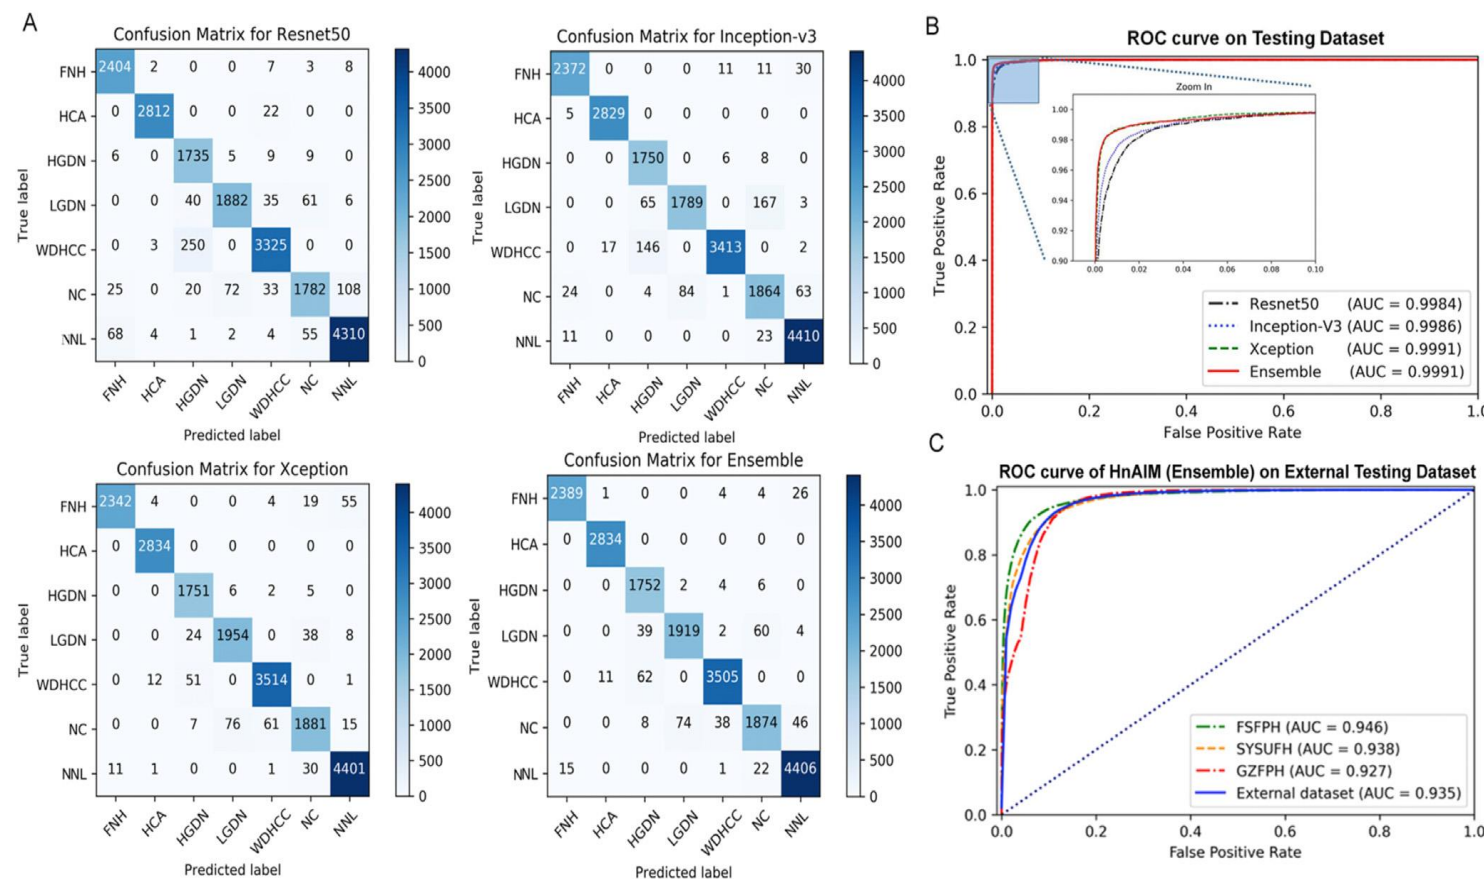 A
Confusion Matrix for Resnet50
True label
FNH 2404 2 0 0 7 3 8
HCA 0 2812 0 0 22 0 0
HGDN 6 0 1735 5 9 9 0
LGDN 0 0 40 1882 35 61 6
WDHCC 0 3 250 0 3325 0 0
NC 25 0 20 72 33 1782 108
NNL 68 4 1 2 4 55 4310
FNH HCA HGDN LGDN WDHCC NC NNL
Predicted label
4000
3500
3000
2500
2000
1500
1000
500
0
Confusion Matrix for Inception-v3
True label
FNH 2372 0 0 0 11 11 30
HCA 5 2829 0 0 0 0 0
HGDN 0 0 1750 0 6 8 0
LGDN 0 0 65 1789 0 167 3
WDHCC 0 17 146 0 3413 0 2
NC 24 0 4 84 1 1864 63
NNL 11 0 0 0 0 23 4410
FNH HCA HGDN LGDN WDHCC NC NNL
Predicted label
4000
3500
3000
2500
2000
1500
1000
500
0
Confusion Matrix for Xception
True label
FNH 2342 4 0 0 4 19 55
HCA 0 2834 0 0 0 0 0
HGDN 0 0 1751 6 2 5 0
LGDN 0 0 24 1954 0 38 8
WDHCC 0 12 51 0 3514 0 1
NC 0 0 7 76 61 1881 15
NNL 11 1 0 0 1 30 4401
FNH HCA HGDN LGDN WDHCC NC NNL
Predicted label
4000
3500
3000
2500
2000
1500
1000
500
0
Confusion Matrix for Ensemble
True label
FNH 2389 1 0 0 4 4 26
HCA 0 2834 0 0 0 0 0
HGDN 0 0 1752 2 4 6 0
LGDN 0 0 39 1919 2 60 4
WDHCC 0 11 62 0 3505 0 0
NC 0 0 8 74 38 1874 46
NNL 15 0 0 0 1 22 4406
FNH HCA HGDN LGDN WDHCC NC NNL
Predicted label
4000
3500
3000
2500
2000
1500
1000
500
0
B
ROC curve on Testing Dataset
True Positive Rate
1.0
0.8
0.6
0.4
0.2
0.0
Zoom In
1.00
0.98
0.96
0.94
0.92
0.90
0.00 0.02 0.04 0.06 0.08 0.10
Resnet50 (AUC = 0.9984)
Inception-V3 (AUC = 0.9986)
Xception (AUC = 0.9991)
Ensemble (AUC = 0.9991)
0.0 0.2 0.4 0.6 0.8
False Positive Rate
C
ROC curve of HnAIM (Ensemble) on External Testing Dataset
True Positive Rate
1.0
0.8
0.6
0.4
0.2
0.0
FSFPH (AUC = 0.946)
SYSUFH (AUC = 0.938)
GZFPH (AUC = 0.927)
External dataset (AUC = 0.935)
0.0 0.2 0.4 0.6 0.8 1.0
False Positive Rate